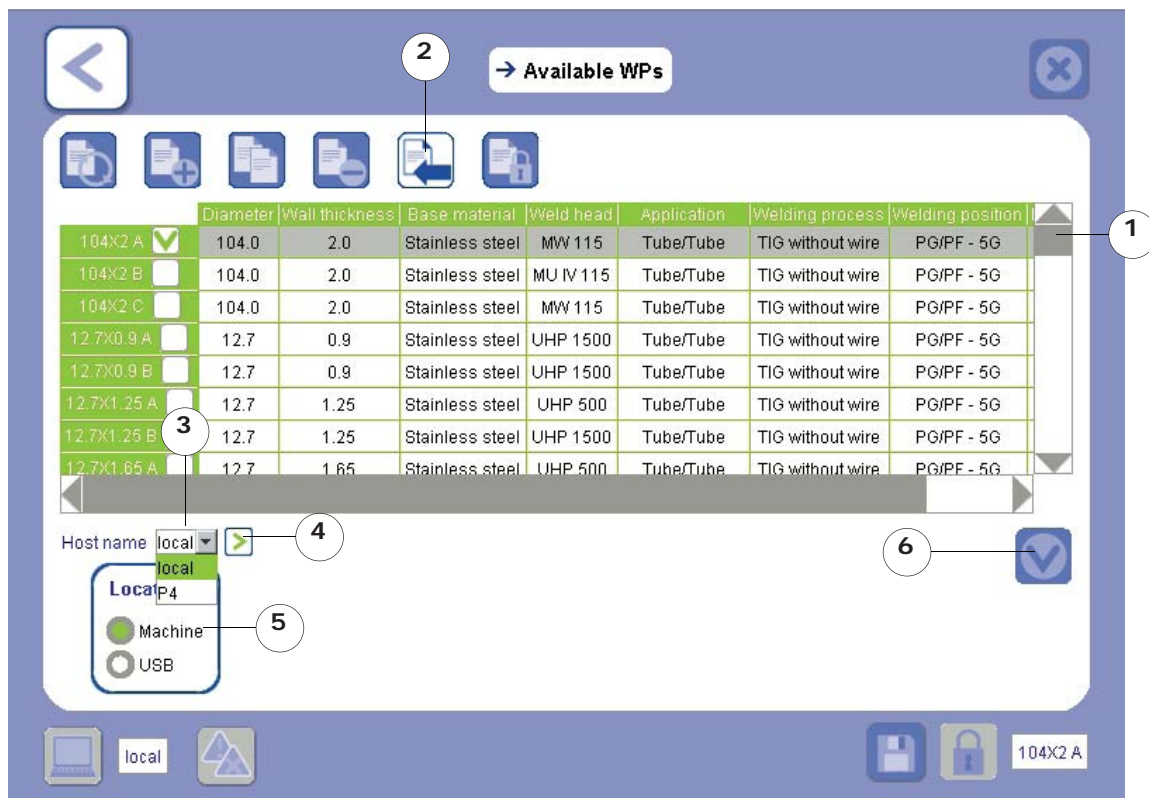 2
→ Available WPs
Diameter Wall thickness Base material Weld head Application Welding process Welding position
1
104X2 A 104.0 2.0 Stainless steel MW 115 Tube/Tube TIG without wire PG/PF - 5G
104X2 B 104.0 2.0 Stainless steel MU IV 115 Tube/Tube TIG without wire PG/PF - 5G
104X2 C 104.0 2.0 Stainless steel MW 115 Tube/Tube TIG without wire PG/PF - 5G
12.7X0.9 A 12.7 0.9 Stainless steel UHP 1500 Tube/Tube TIG without wire PG/PF - 5G
12.7X0.9 B 12.7 0.9 Stainless steel UHP 1500 Tube/Tube TIG without wire PG/PF - 5G
12.7X1.25 A 12.7 1.25 Stainless steel UHP 500 Tube/Tube TIG without wire PG/PF - 5G
12.7X1.25 B 12.7 1.25 Stainless steel UHP 1500 Tube/Tube TIG without wire PG/PF - 5G
3
12.7X1.65 A 12.7 1.65 Stainless steel UHP 500 Tube/Tube TIG without wire PG/PF - 5G
Host name local
4
6
local
P4
Locat
Machine
5
USB
local
104X2 A